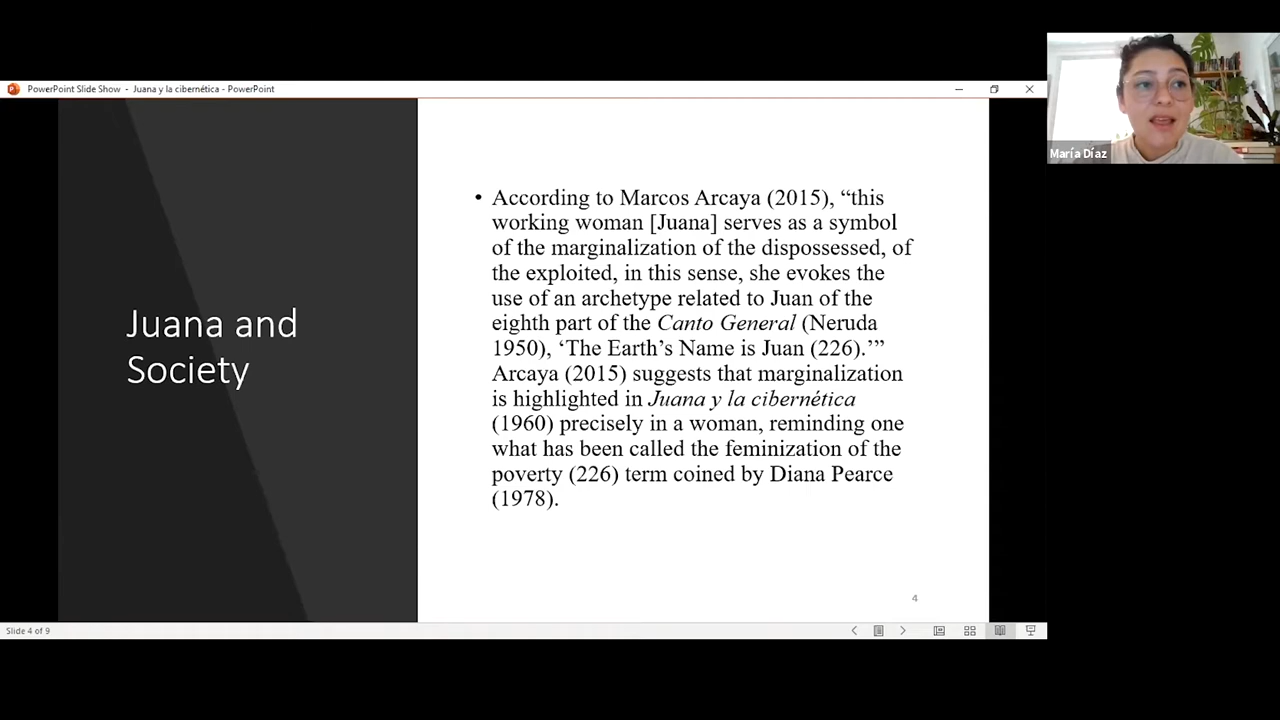 PowerPoint Slide Show - Juana y la cibernética - PowerPoint
María Díaz
Juana and
Society
• According to Marcos Arcaya (2015), “this
working woman [Juana] serves as a symbol
of the marginalization of the dispossessed, of
the exploited, in this sense, she evokes the
use of an archetype related to Juan of the
eighth part of the Canto General (Neruda
1950), ‘The Earth’s Name is Juan (226).’”
Arcaya (2015) suggests that marginalization
is highlighted in Juana y la cibernética
(1960) precisely in a woman, reminding one
what has been called the feminization of the
poverty (226) term coined by Diana Pearce
(1978).
4
Slide 4 of 9